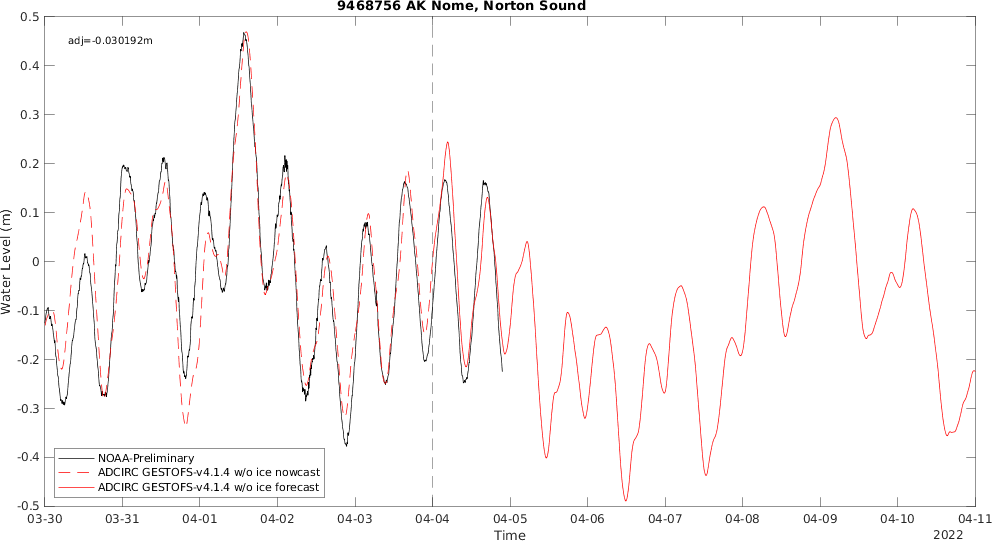 9468756 AK Nome, Norton Sound
adj=-0.030192m
0.5
0.4
0.3
0.2
0.1
0
-0.1
-0.2
-0.3
-0.4
-0.5
Water Level (m)
NOAA-Preliminary
ADCIRC GESTOFS-v4.1.4 w/o ice nowcast
ADCIRC GESTOFS-v4.1.4 w/o ice forecast
03-30 03-31 04-01 04-02 04-03 04-04 04-05 04-06 04-07 04-08 04-09 04-10 04-11
Time
2022